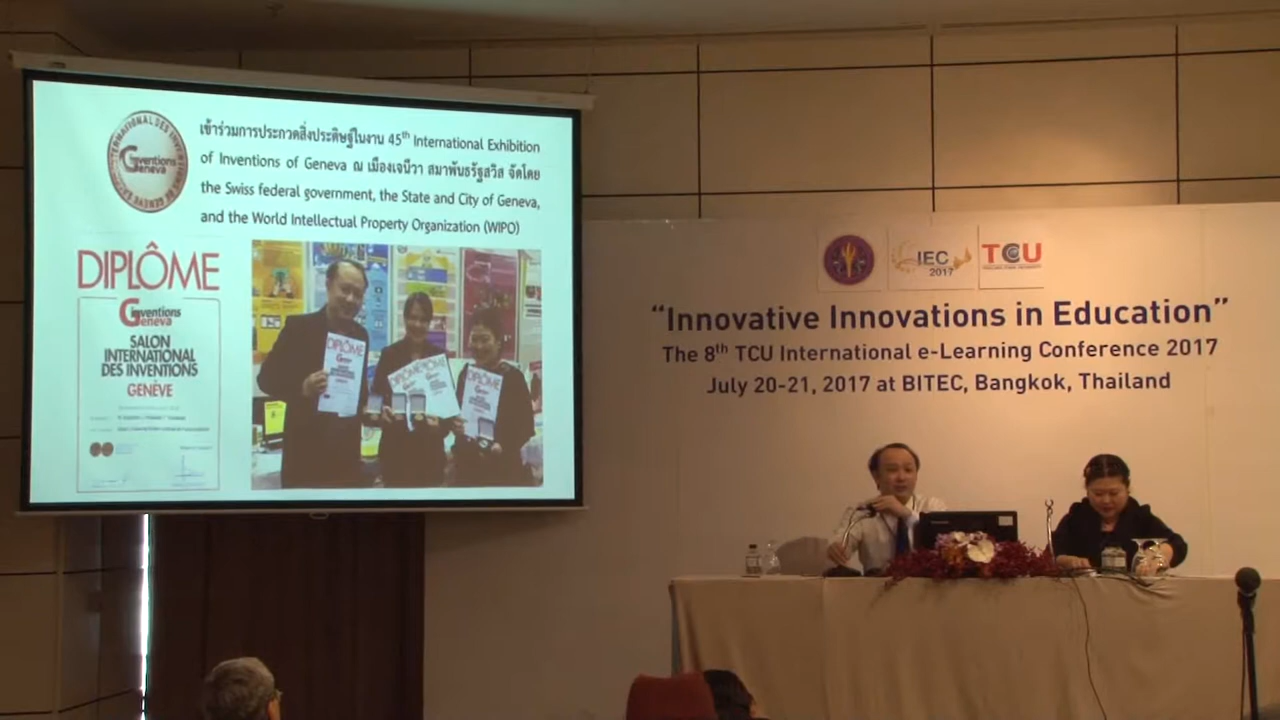 เข้าร่วมการประกวดสิ่งประดิษฐ์ในงาน 45th International Exhibition
of Inventions of Geneva ณ เมืองเจนีวา สมาพันธรัฐสวิส จัดโดย
the Swiss federal government, the State and City of Geneva,
and the World Intellectual Property Organization (WIPO)
Inventions
Geneva
DIPLÔME
Inventions
Geneva
SALON
INTERNATIONAL
DES INVENTIONS
GENÈVE
DIPLÔME
DIPLÔME
IEC
2017
TCU
“Innovative Innovations in Education”
The 8th TCU International e-Learning Conference 2017
July 20-21, 2017 at BITEC, Bangkok, Thailand